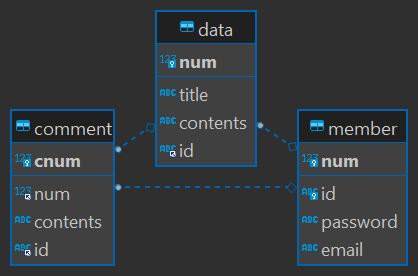 data
123 num
ABC title
ABC contents
ABC id
comment
123 cnum
123 num
ABC contents
ABC id
member
123 num
ABC id
ABC password
ABC email